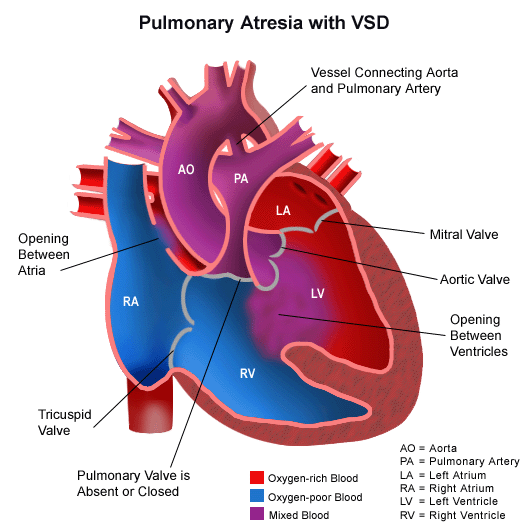 Pulmonary Atresia with VSD
Vessel Connecting Aorta
and Pulmonary Artery
AO
PA
LA
Mitral Valve
Opening
Between
Atria
Aortic Valve
RA
LV
Opening
Between
Ventricles
RV
Tricuspid
Valve
Pulmonary Valve is
Absent or Closed
Oxygen-rich Blood
Oxygen-poor Blood
Mixed Blood
AO = Aorta
PA = Pulmonary Artery
LA = Left Atrium
RA = Right Atrium
LV = Left Ventricle
RV = Right Ventricle